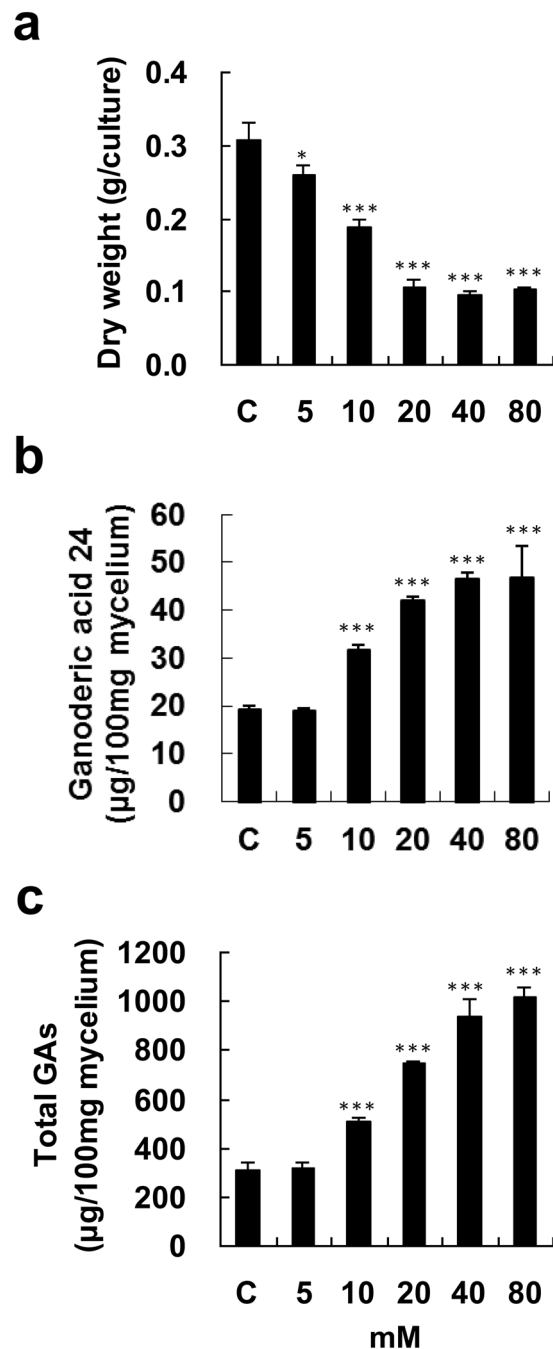 a
Dry weight (g/culture)
0.4
0.3
0.2
0.1
0.0
*
***
***
***
***
C 5 10 20 40 80
b
Ganoderic acid 24
(μg/100mg mycelium)
60
50
40
30
20
10
0
***
***
***
***
C 5 10 20 40 80
c
Total GAs
(μg/100mg mycelium)
1200
1000
800
600
400
200
0
***
***
***
***
C 5 10 20 40 80
mM